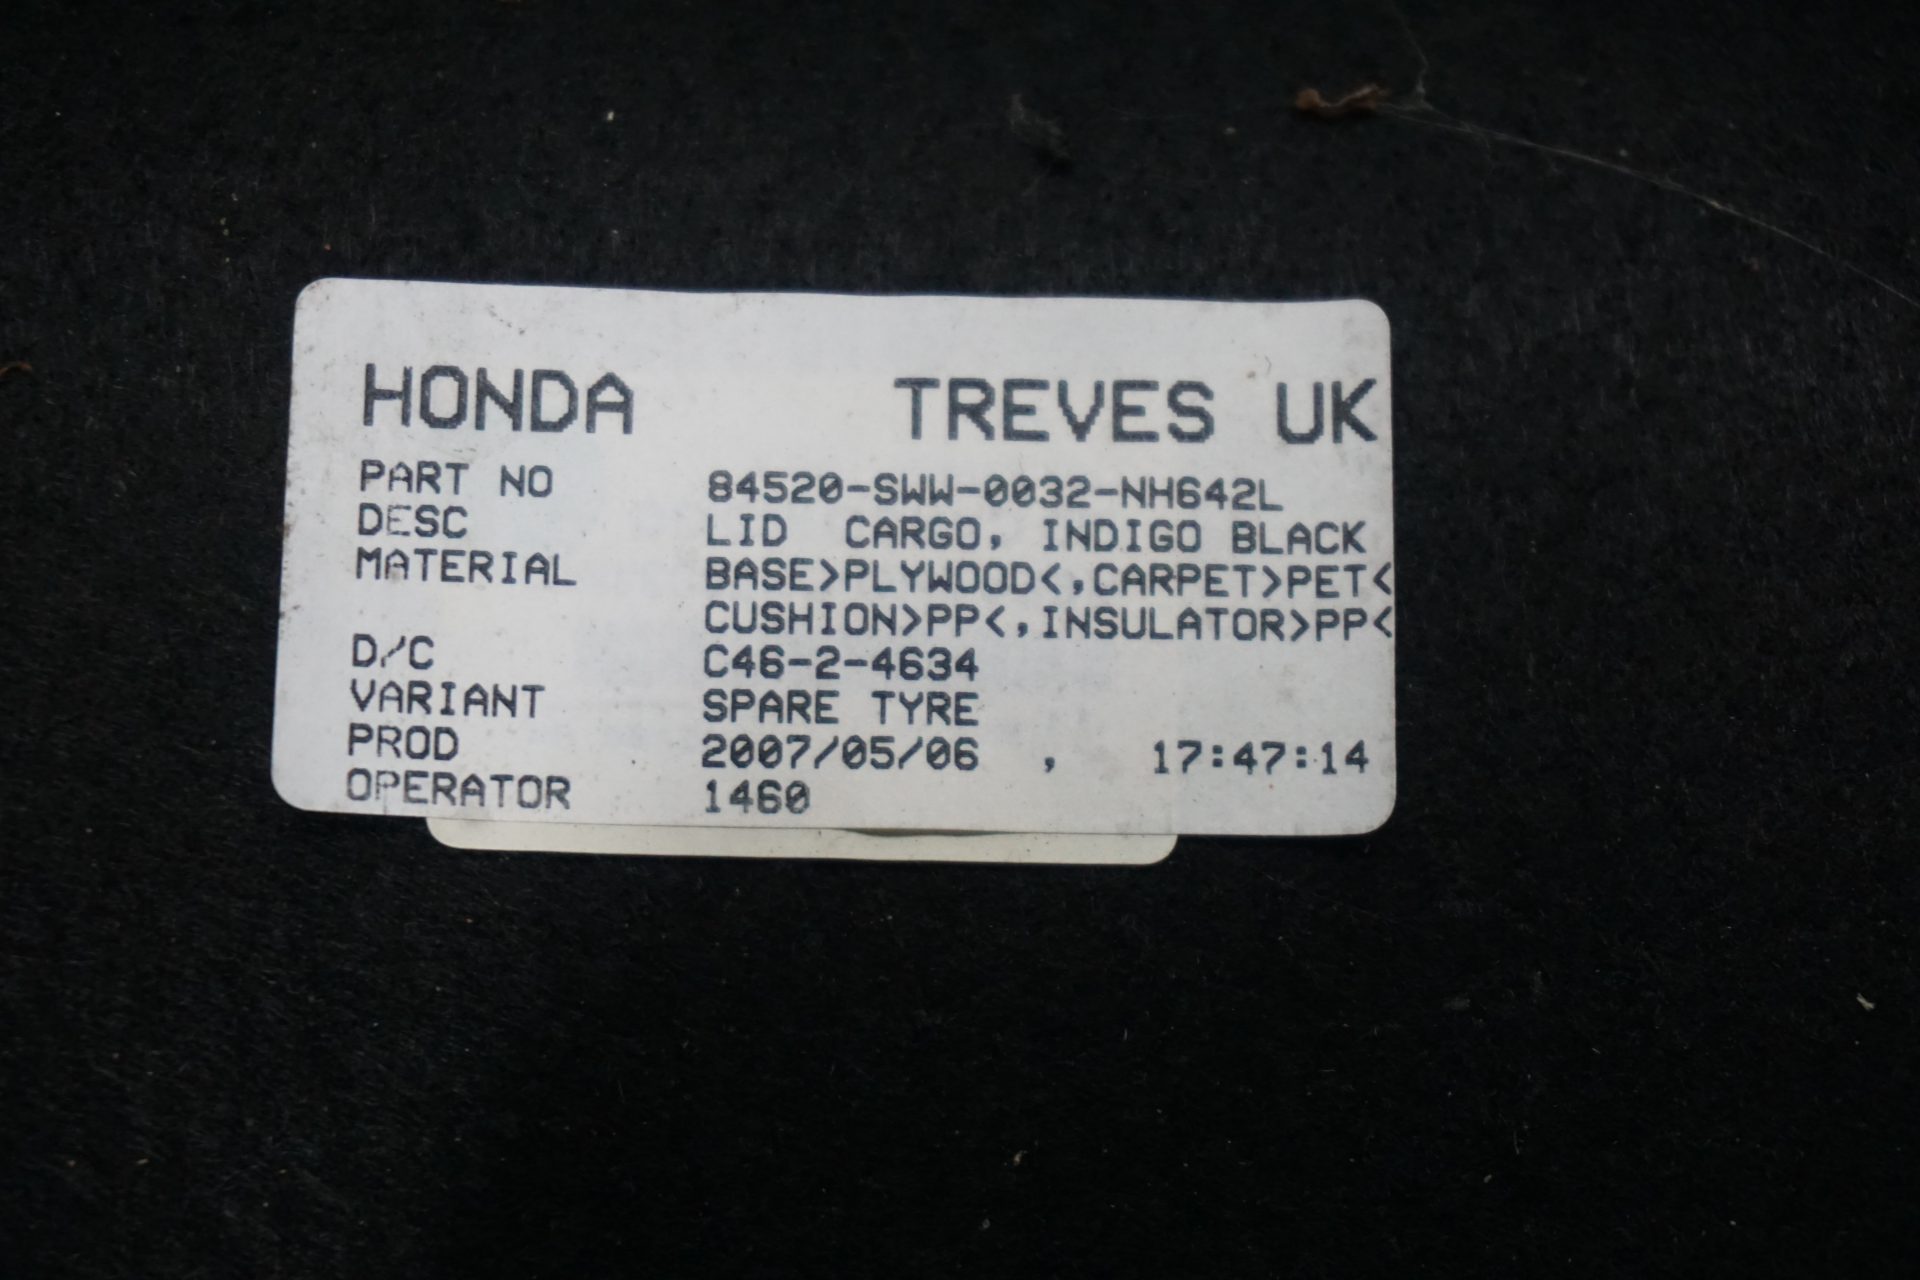 HONDA TREVES UK
PART NO 84520-SWW-0032-NH642L
DESC LID CARGO, INDIGO BLACK
MATERIAL BASE>PLYWOOD<,CARPET>PET<
CUSHION>PP<,INSULATOR>PP<
D/C C46-2-4634
VARIANT SPARE TYRE
PROD 2007/05/06 , 17:47:14
OPERATOR 1460